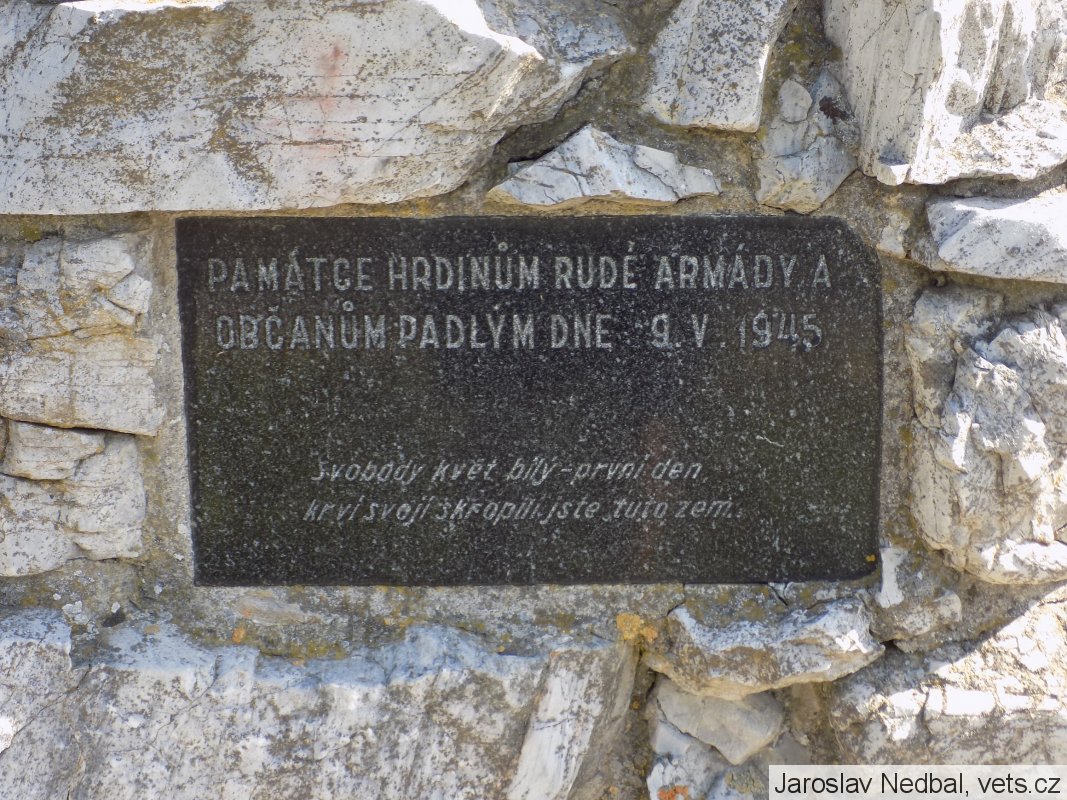 PAMÁTCE HRDINŮM RUDÉ ARMÁDY A
OBČANŮM PADLÝM DNE 9. V. 1945
Svobody květ bílý-první den
krví svojí skropili jste tuto zem.
Jaroslav Nedbal, vets.cz